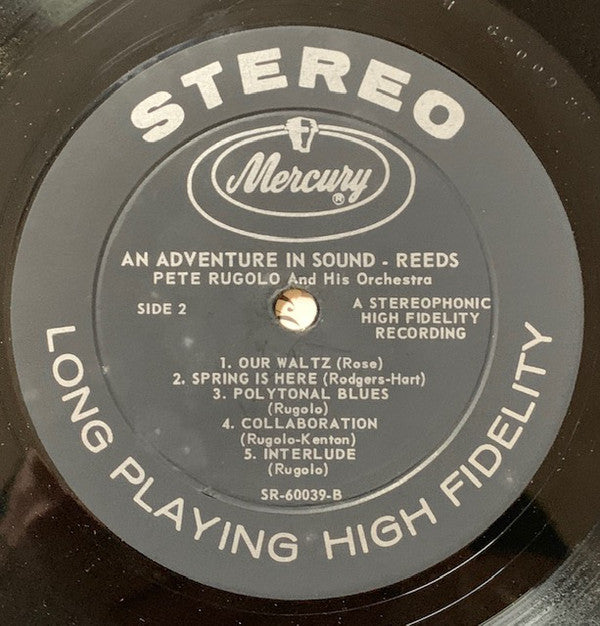 STEREO
Mercury®
AN ADVENTURE IN SOUND - REEDS
PETE RUGOLO And His Orchestra
SIDE 2
A STEREOPHONIC
HIGH FIDELITY
RECORDING
1. OUR WALTZ (Rose)
2. SPRING IS HERE (Rodgers-Hart)
3. POLYTONAL BLUES
(Rugolo)
4. COLLABORATION
(Rugolo-Kenton)
5. INTERLUDE
(Rugolo)
SR-60039-B
LONG PLAYING HIGH FIDELITY